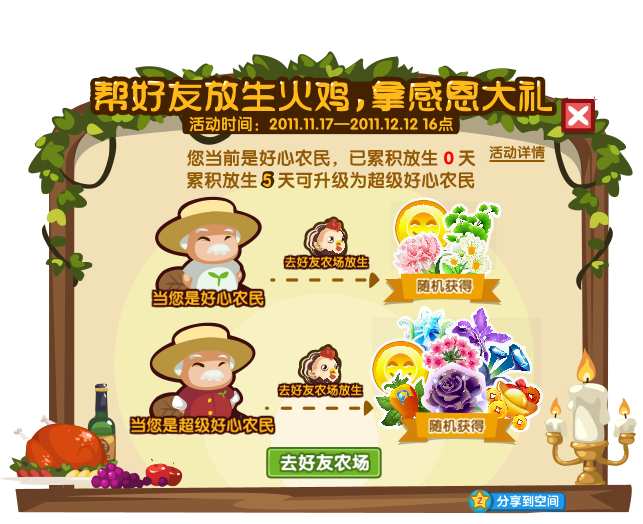 帮好友放生火鸡,拿感恩大礼
活动时间：2011.11.17—2011.12.12 16点
您当前是好心农民，已累积放生 0 天
活动详情
累积放生 5 天可升级为超级好心农民
去好友农场放生
随机获得
当您是好心农民
去好友农场放生
当您是超级好心农民
随机获得
去好友农场
2 分享到空间